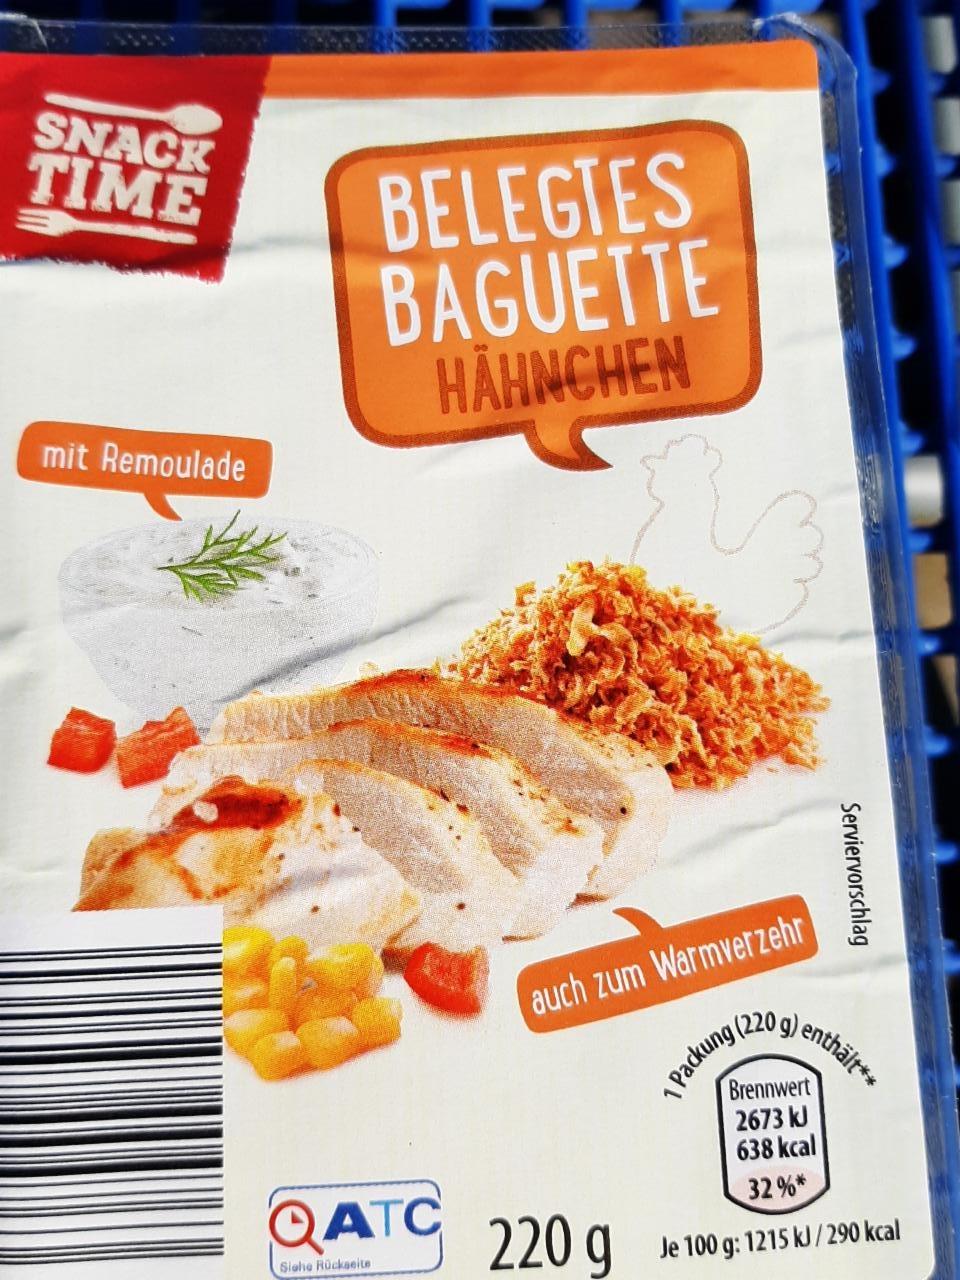 SNACK
TIME
BELEGTES
BAGUETTE
HÄHNCHEN
mit Remoulade
Serviervorschlag
auch zum Warmverzehr
1 Packung (220 g) enthält**
Brennwert
2673 kJ
638 kcal
32 %*
ATC
Siehe Rückseite
220 g
Je 100 g: 1215 kJ / 290 kcal